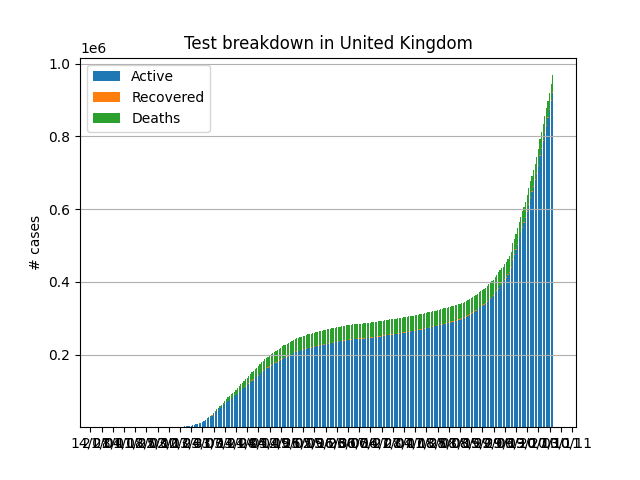 Test breakdown in United Kingdom
1e6
1.0
0.8
0.6
0.4
0.2
# cases
Active
Recovered
Deaths